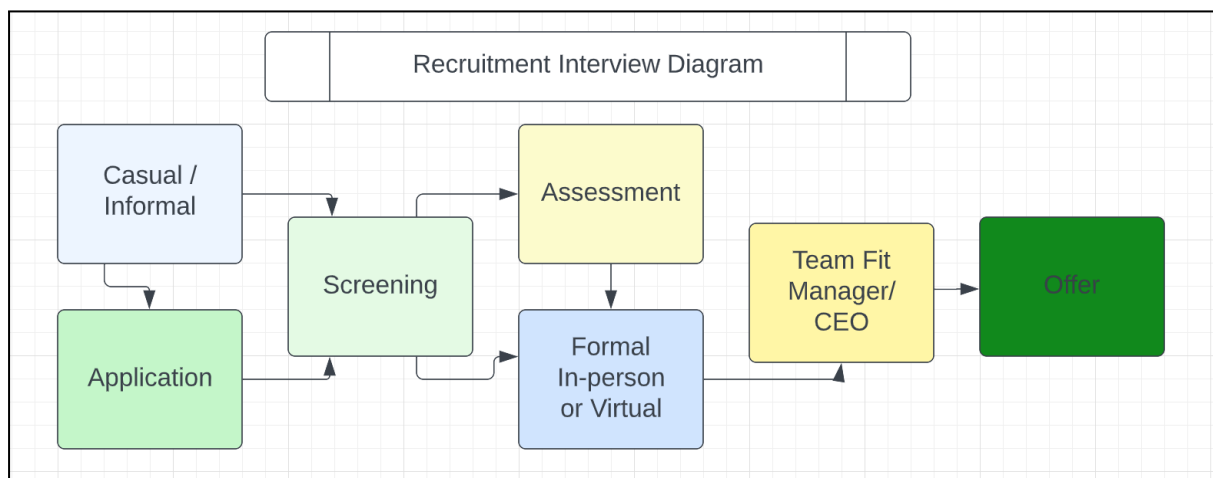 Recruitment Interview Diagram
Casual /
Informal
Application
Screening
Assessment
Formal
In-person
or Virtual
Team Fit
Manager/
CEO
Offer